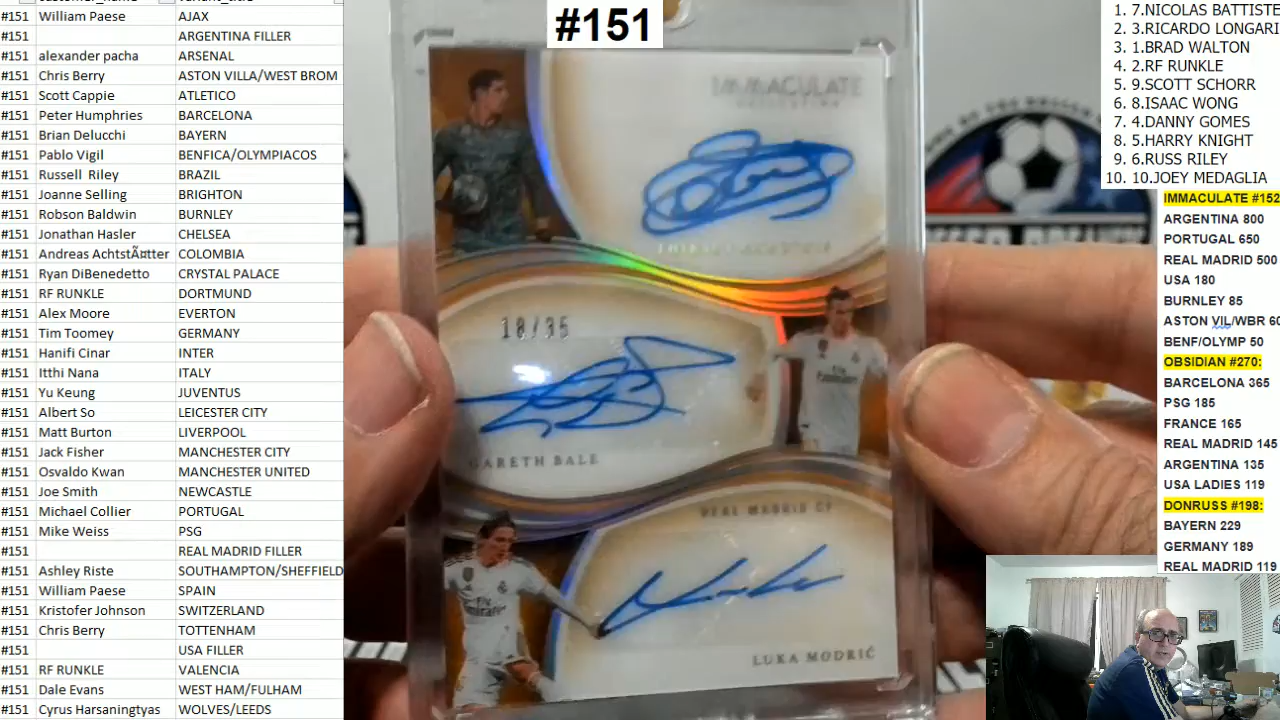 #151 William Paese AJAX
#151 ARGENTINA FILLER
#151 alexander pacha ARSENAL
#151 Chris Berry ASTON VILLA/WEST BROM
#151 Scott Cappie ATLETICO
#151 Peter Humphries BARCELONA
#151 Brian Delucchi BAYERN
#151 Pablo Vigil BENFICA/OLYMPIACOS
#151 Russell Riley BRAZIL
#151 Joanne Selling BRIGHTON
#151 Robson Baldwin BURNLEY
#151 Jonathan Hasler CHELSEA
#151 Andreas AchtstÃ¤tter COLOMBIA
#151 Ryan DiBenedetto CRYSTAL PALACE
#151 RF RUNKLE DORTMUND
#151 Alex Moore EVERTON
#151 Tim Toomey GERMANY
#151 Hanifi Cinar INTER
#151 Itthi Nana ITALY
#151 Yu Keung JUVENTUS
#151 Albert So LEICESTER CITY
#151 Matt Burton LIVERPOOL
#151 Jack Fisher MANCHESTER CITY
#151 Osvaldo Kwan MANCHESTER UNITED
#151 Joe Smith NEWCASTLE
#151 Michael Collier PORTUGAL
#151 Mike Weiss PSG
#151 REAL MADRID FILLER
#151 Ashley Riste SOUTHAMPTON/SHEFFIELD
#151 William Paese SPAIN
#151 Kristofer Johnson SWITZERLAND
#151 Chris Berry TOTTENHAM
#151 USA FILLER
#151 RF RUNKLE VALENCIA
#151 Dale Evans WEST HAM/FULHAM
#151 Cyrus Harsaningtyas WOLVES/LEEDS
#151
IMMACULATE
COLLECTION
18/35
Fly Emirates
GARETH BALE
REAL MADRID CF
Fly Emirates
LUKA MODRIĆ
1. 7.NICOLAS BATTISTE
2. 3.RICARDO LONGARI
3. 1.BRAD WALTON
4. 2.RF RUNKLE
5. 9.SCOTT SCHORR
6. 8.ISAAC WONG
7. 4.DANNY GOMES
8. 5.HARRY KNIGHT
9. 6.RUSS RILEY
10. 10.JOEY MEDAGLIA
IMMACULATE #152
ARGENTINA 800
PORTUGAL 650
REAL MADRID 500
USA 180
BURNLEY 85
ASTON VIL/WBR 60
BENF/OLYMP 50
OBSIDIAN #270:
BARCELONA 365
PSG 185
FRANCE 165
REAL MADRID 145
ARGENTINA 135
USA LADIES 119
DONRUSS #198:
BAYERN 229
GERMANY 189
REAL MADRID 119